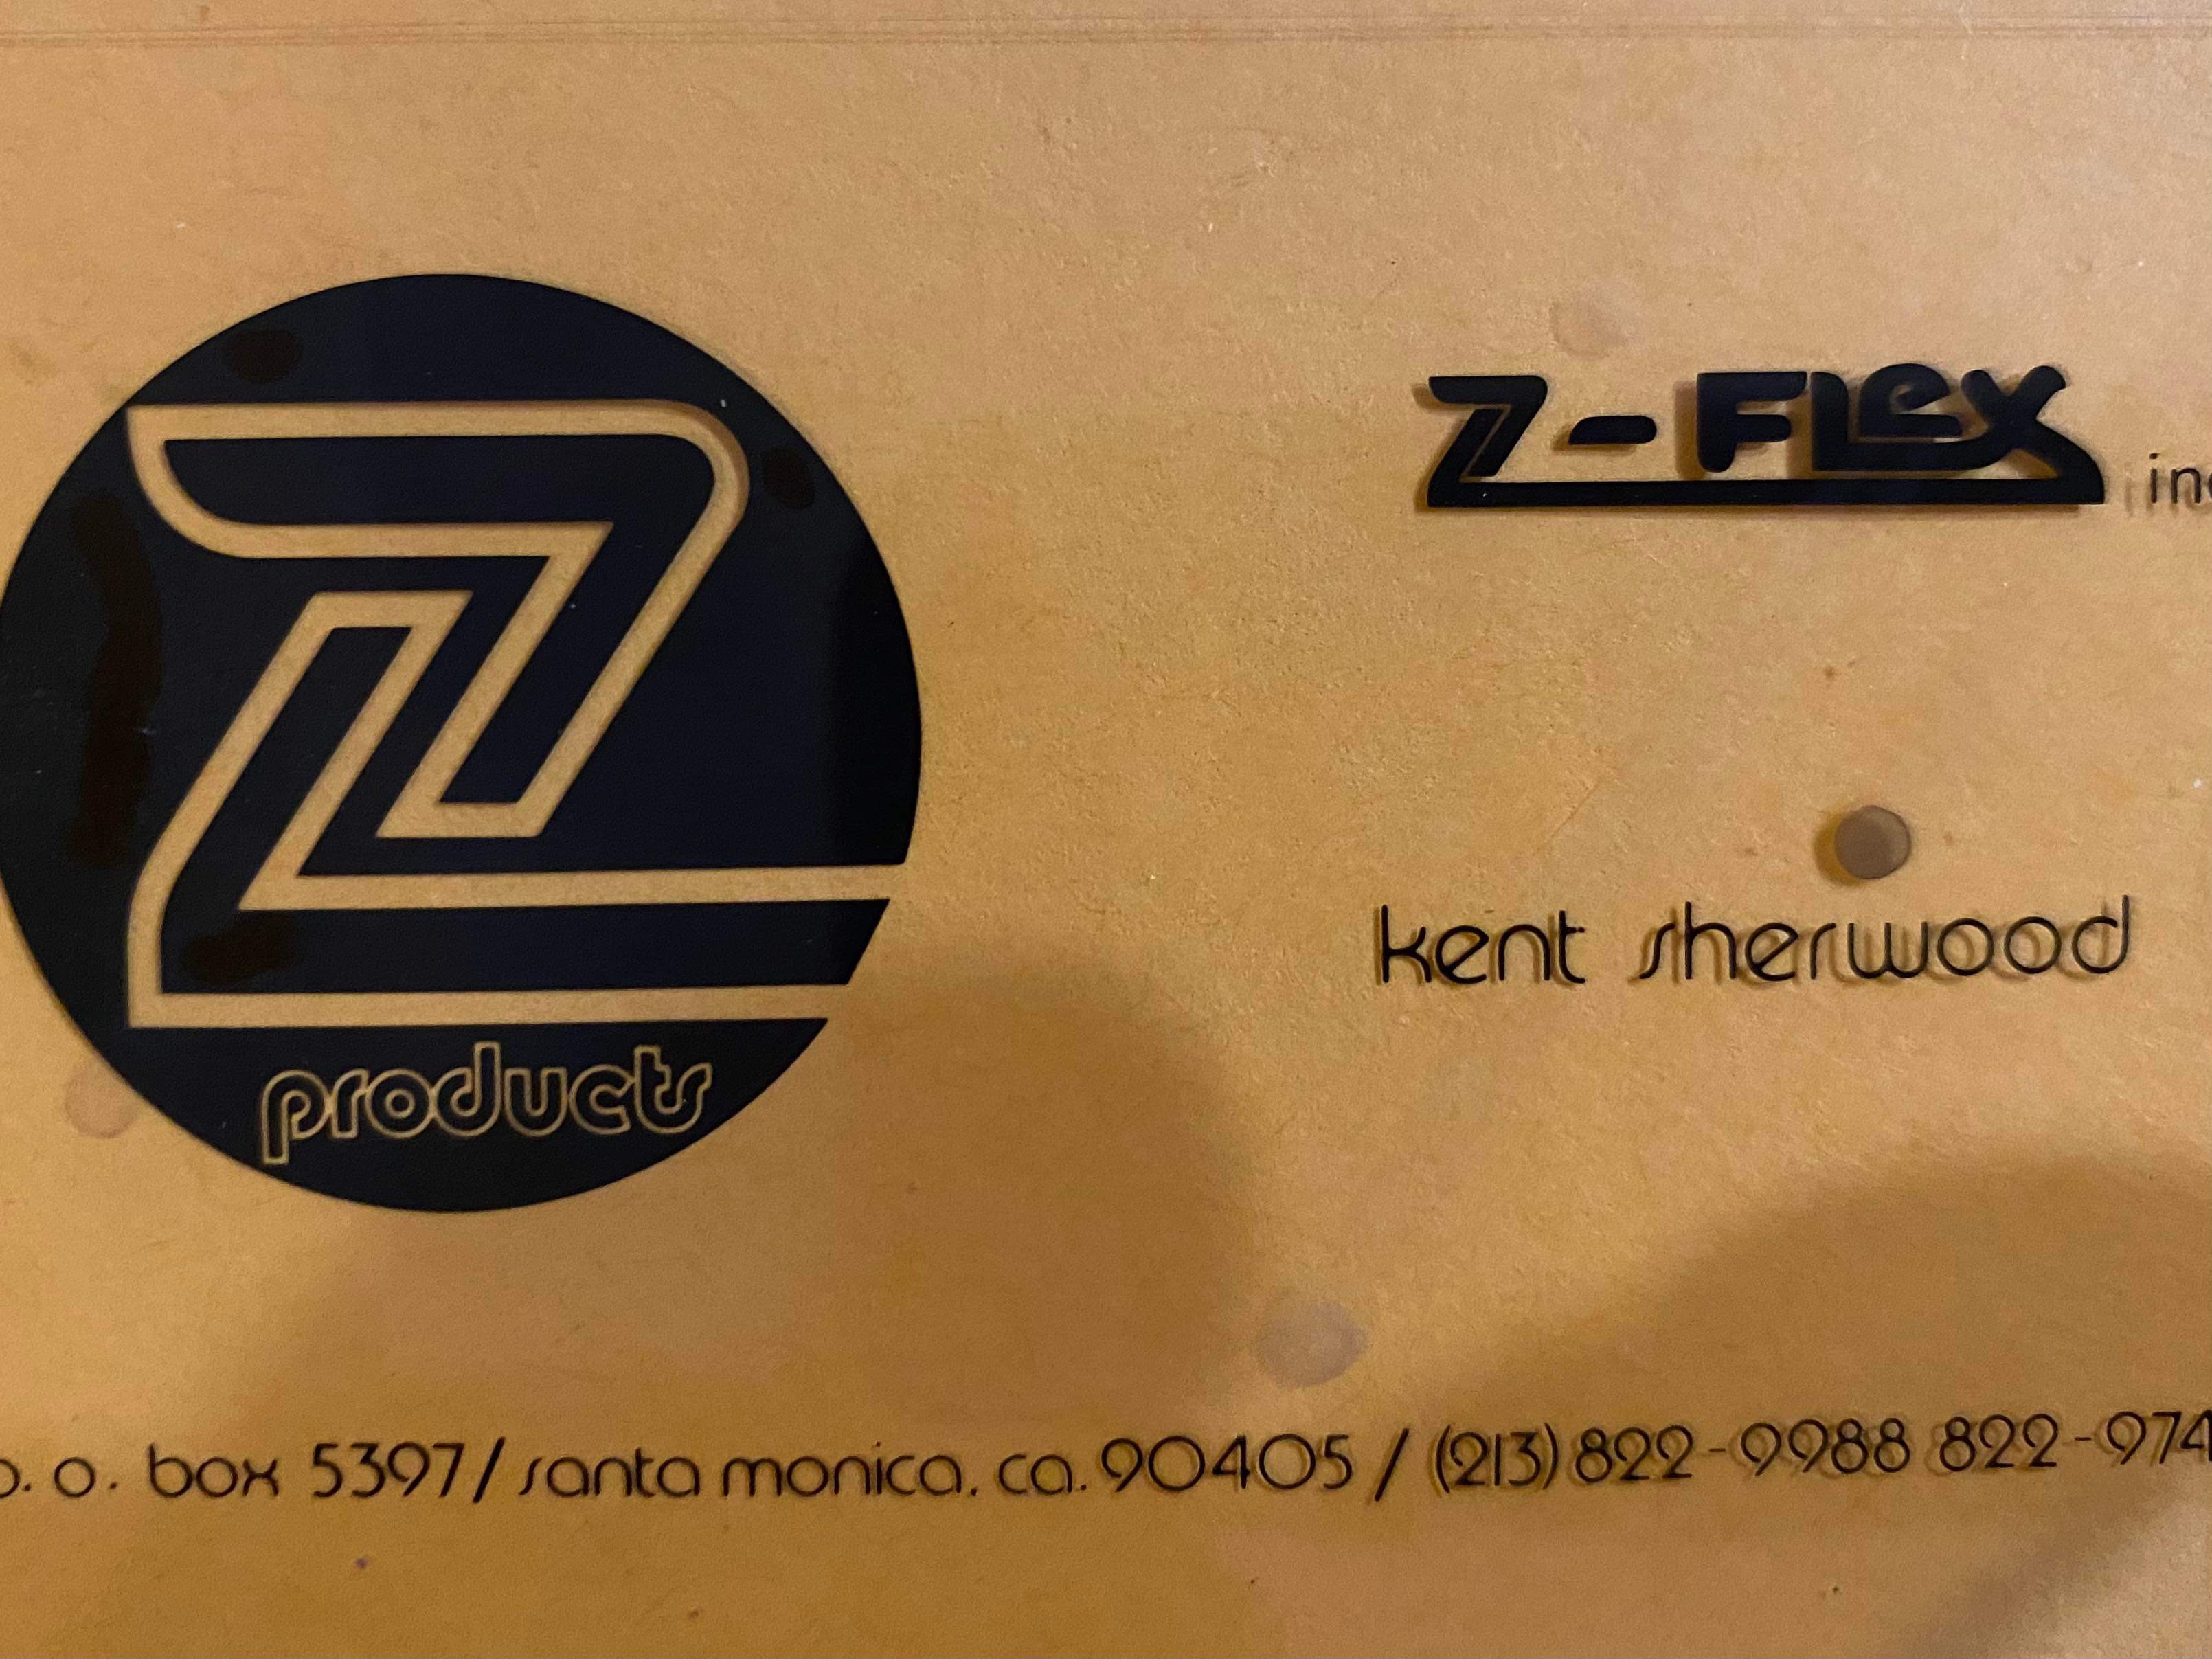 Z products
Z-FLex
kent sherwood
p. o. box 5397/ santa monica, ca. 90405 / (213) 822-9988 822-974